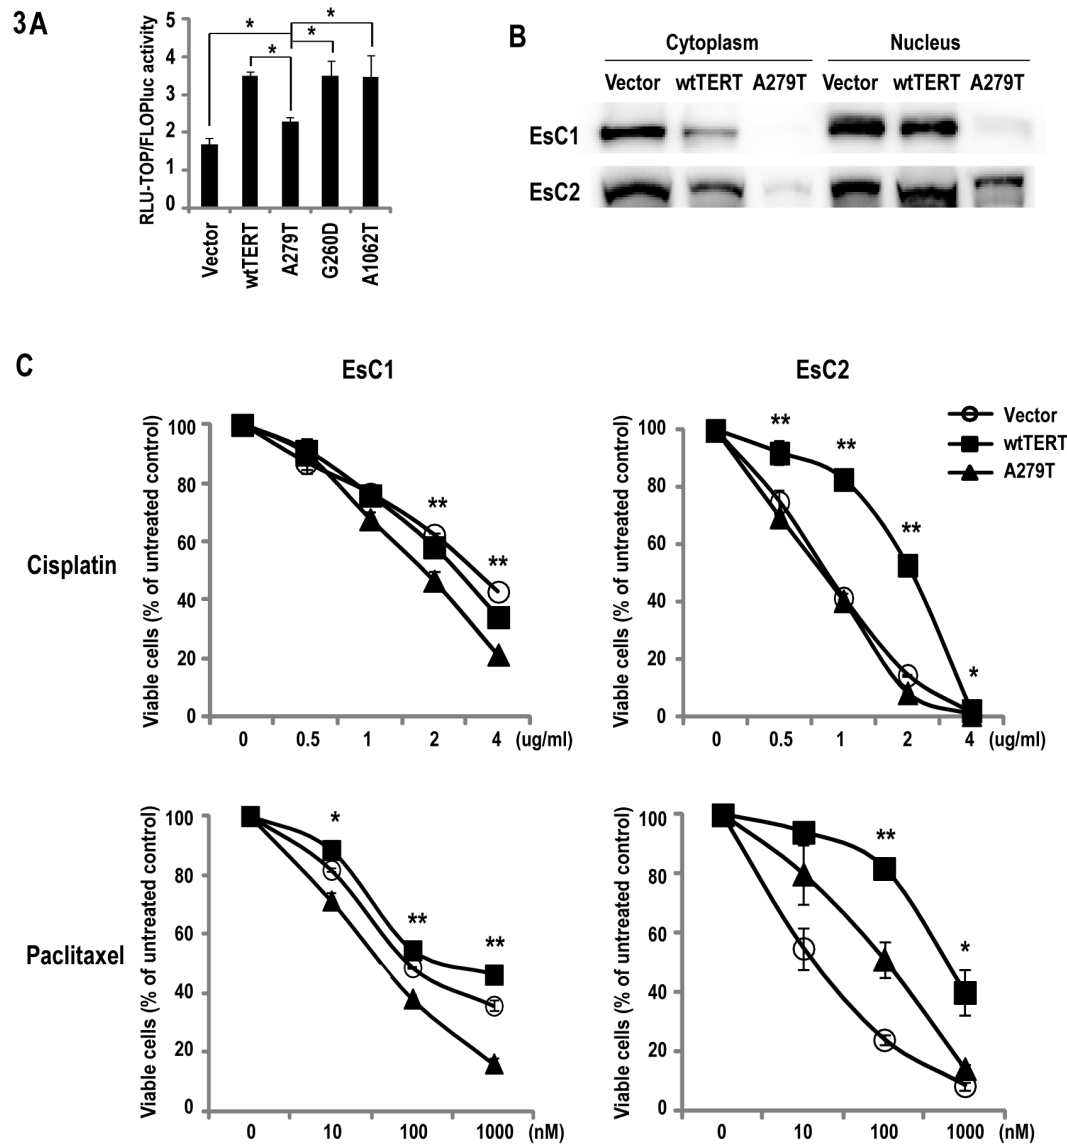 3A
RLU-TOP/FLOPluc activity
5
4
3
2
1
0
* * * *
Vector wtTERT A279T G260D A1062T
B
Cytoplasm Nucleus
Vector wtTERT A279T Vector wtTERT A279T
EsC1
EsC2
C
EsC1 EsC2
Vector
wtTERT
A279T
Cisplatin
Viable cells (% of untreated control)
100
80
60
40
20
0
** **
0 0.5 1 2 4 (ug/ml)
Viable cells (% of untreated control)
100
80
60
40
20
0
** ** ** *
0 0.5 1 2 4 (ug/ml)
Paclitaxel
Viable cells (% of untreated control)
100
80
60
40
20
0
* ** **
0 10 100 1000 (nM)
Viable cells (% of untreated control)
100
80
60
40
20
0
** *
0 10 100 1000 (nM)